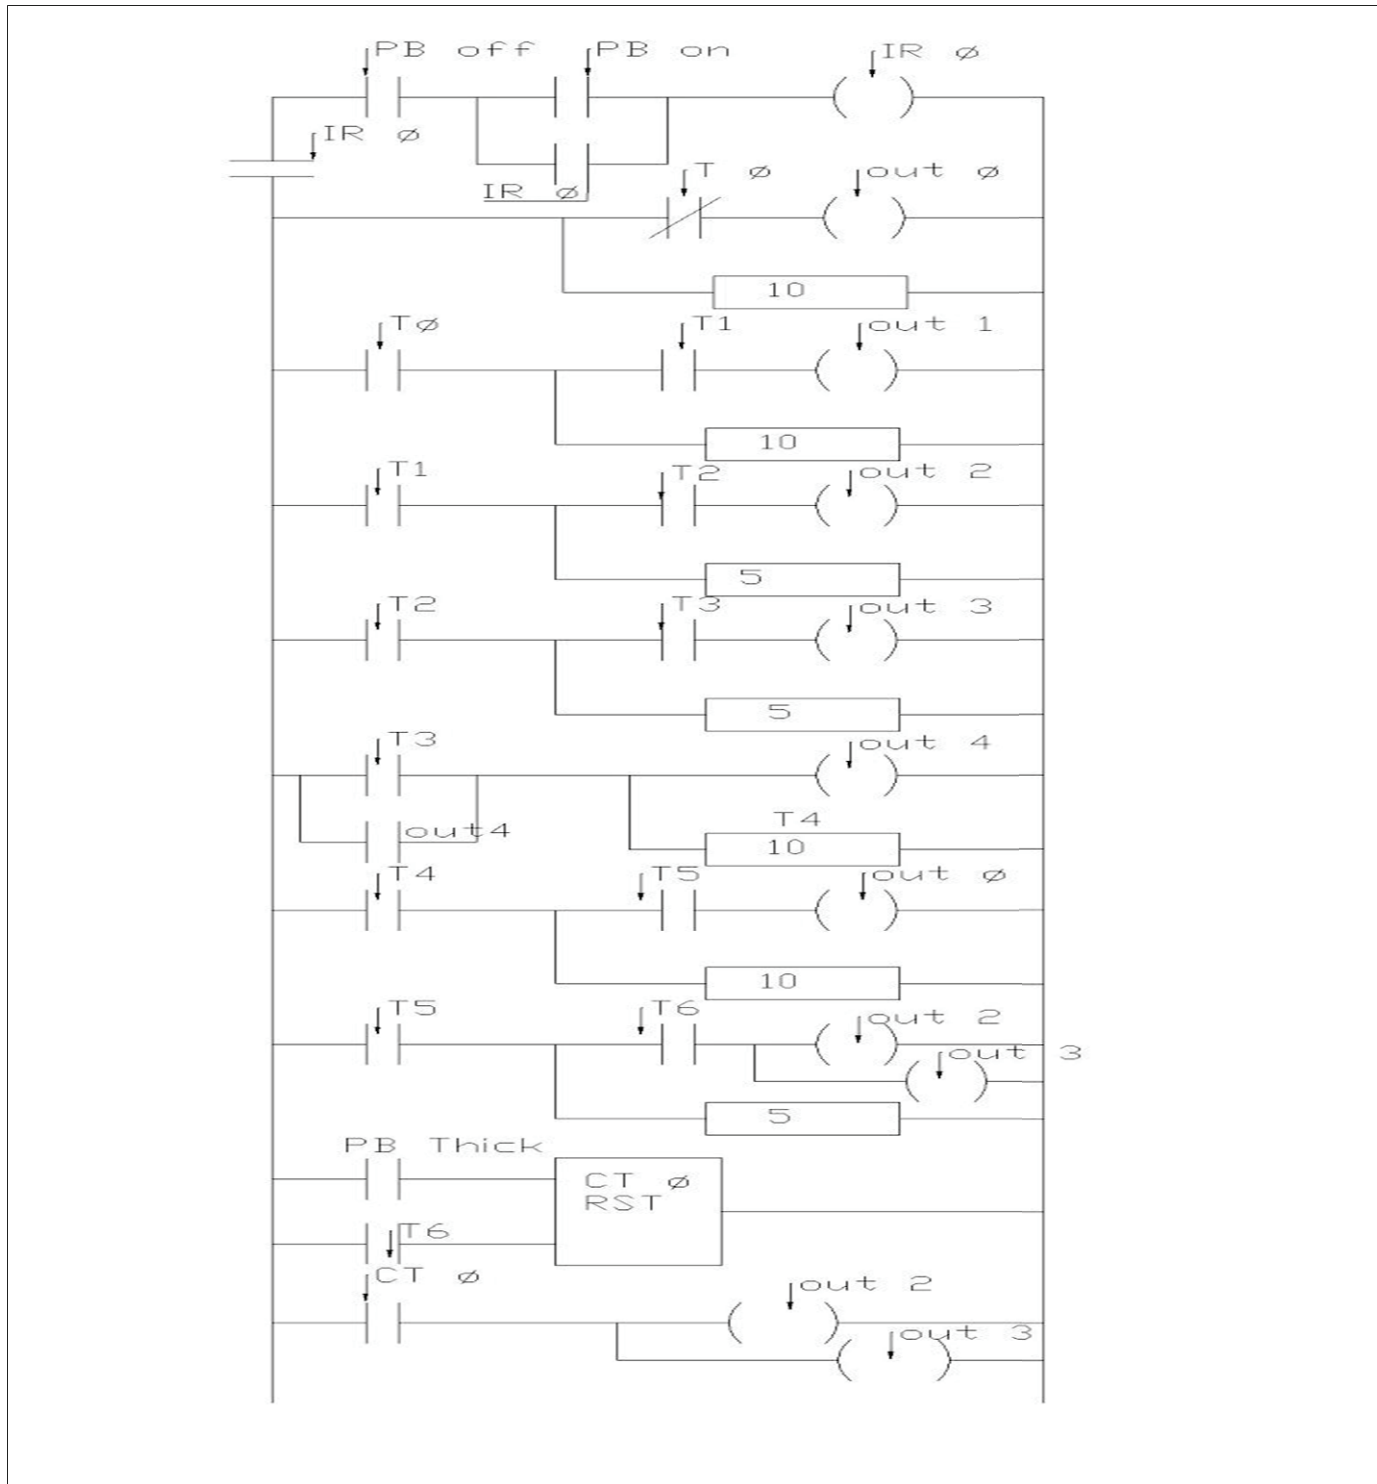 PB off PB on IR ø
IR ø
IR ø
T ø out ø
10
Tø T1 out 1
10
T1 T2 out 2
5
T2 T3 out 3
5
T3 out 4
out4
T4
10
T4 T5 out ø
10
T5 T6 out 2
out 3
5
PB Thick
CT ø
RST
T6
CT ø
out 2
out 3